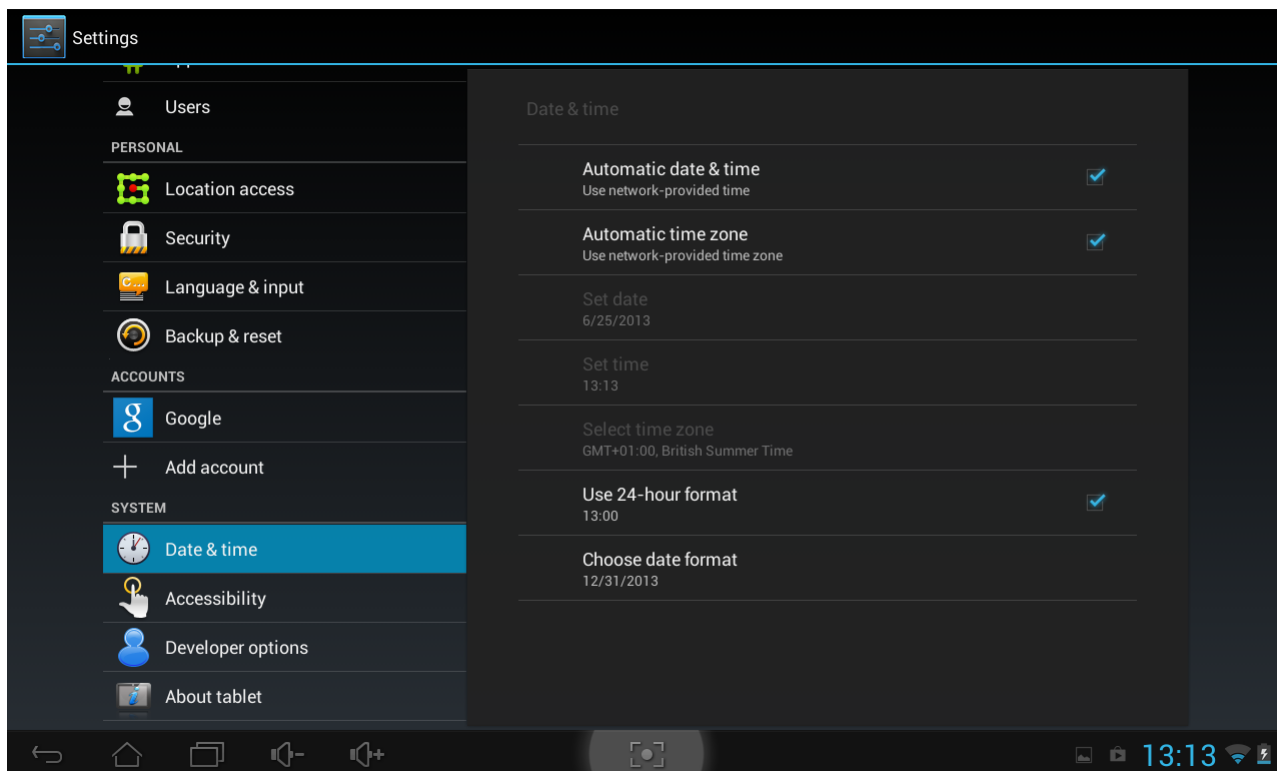 Settings
Users
PERSONAL
Location access
Security
Language & input
Backup & reset
ACCOUNTS
Google
Add account
SYSTEM
Date & time
Accessibility
Developer options
About tablet
Date & time
Automatic date & time
Use network-provided time
Automatic time zone
Use network-provided time zone
Set date
6/25/2013
Set time
13:13
Select time zone
GMT+01:00, British Summer Time
Use 24-hour format
13:00
Choose date format
12/31/2013
13:13